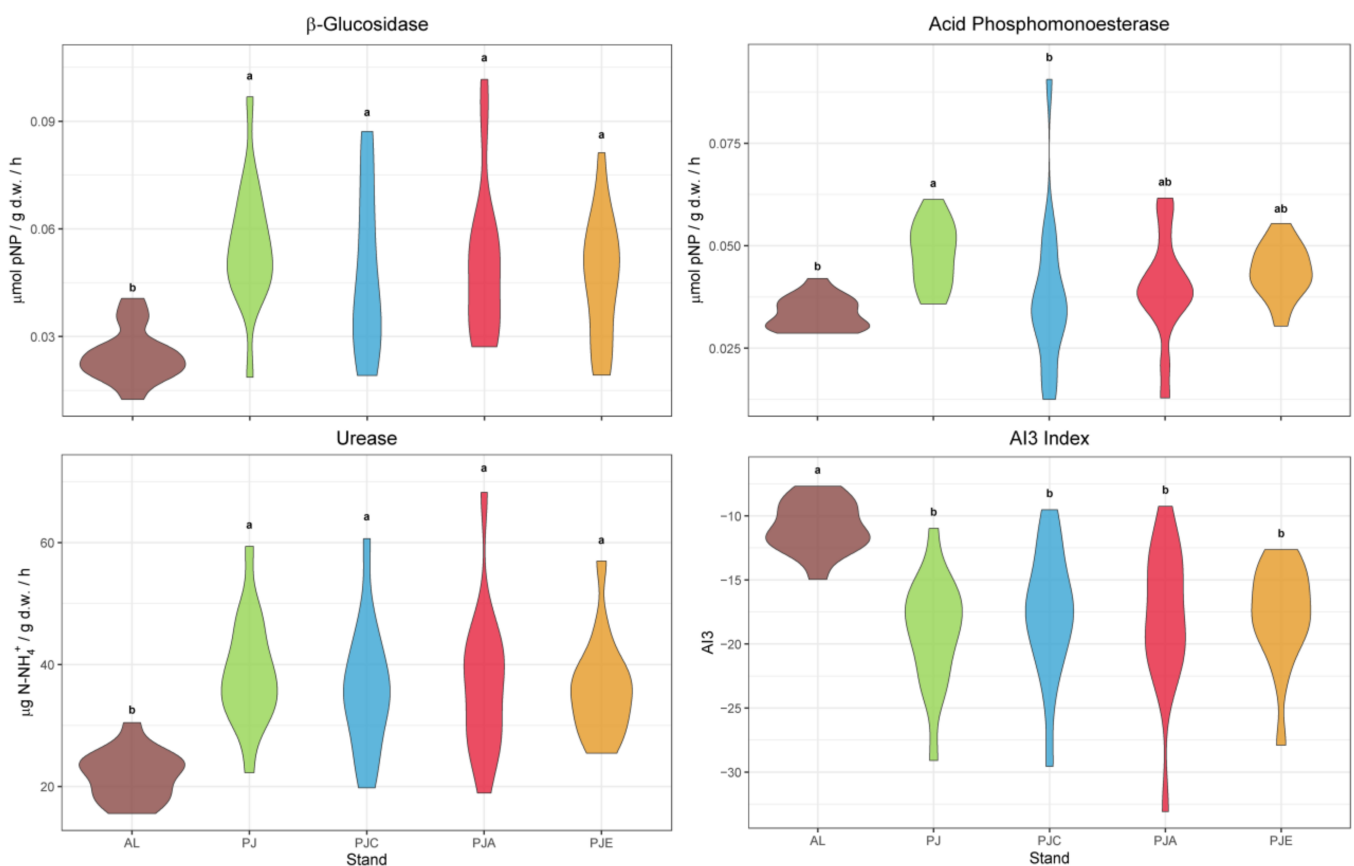 β-Glucosidase
μmol pNP / g d.w. / h
0.09
0.06
0.03
b
a
a
a
a
Acid Phosphomonoesterase
μmol pNP / g d.w. / h
0.075
0.050
0.025
b
a
b
ab
ab
Urease
μg N-NH₄⁺ / g d.w. / h
60
40
20
b
a
a
a
a
AL PJ PJC PJA PJE
Stand
AI3 Index
AI3
−10
−15
−20
−25
−30
a
b
b
b
b
AL PJ PJC PJA PJE
Stand